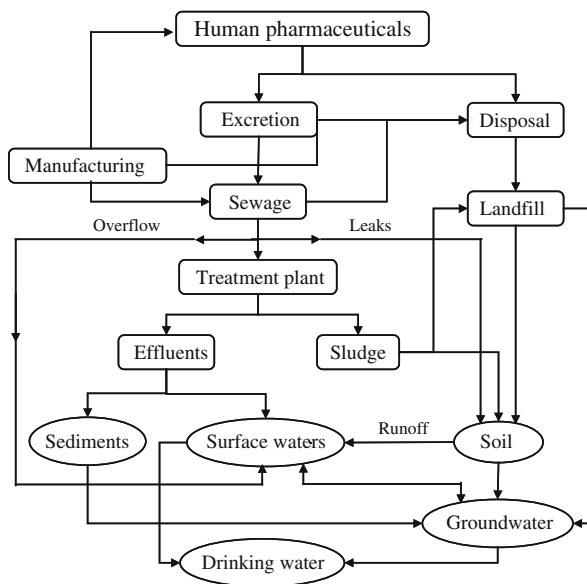 Human pharmaceuticals
Excretion
Disposal
Manufacturing
Sewage
Landfill
Overflow
Leaks
Treatment plant
Effluents
Sludge
Sediments
Surface waters
Runoff
Soil
Groundwater
Drinking water